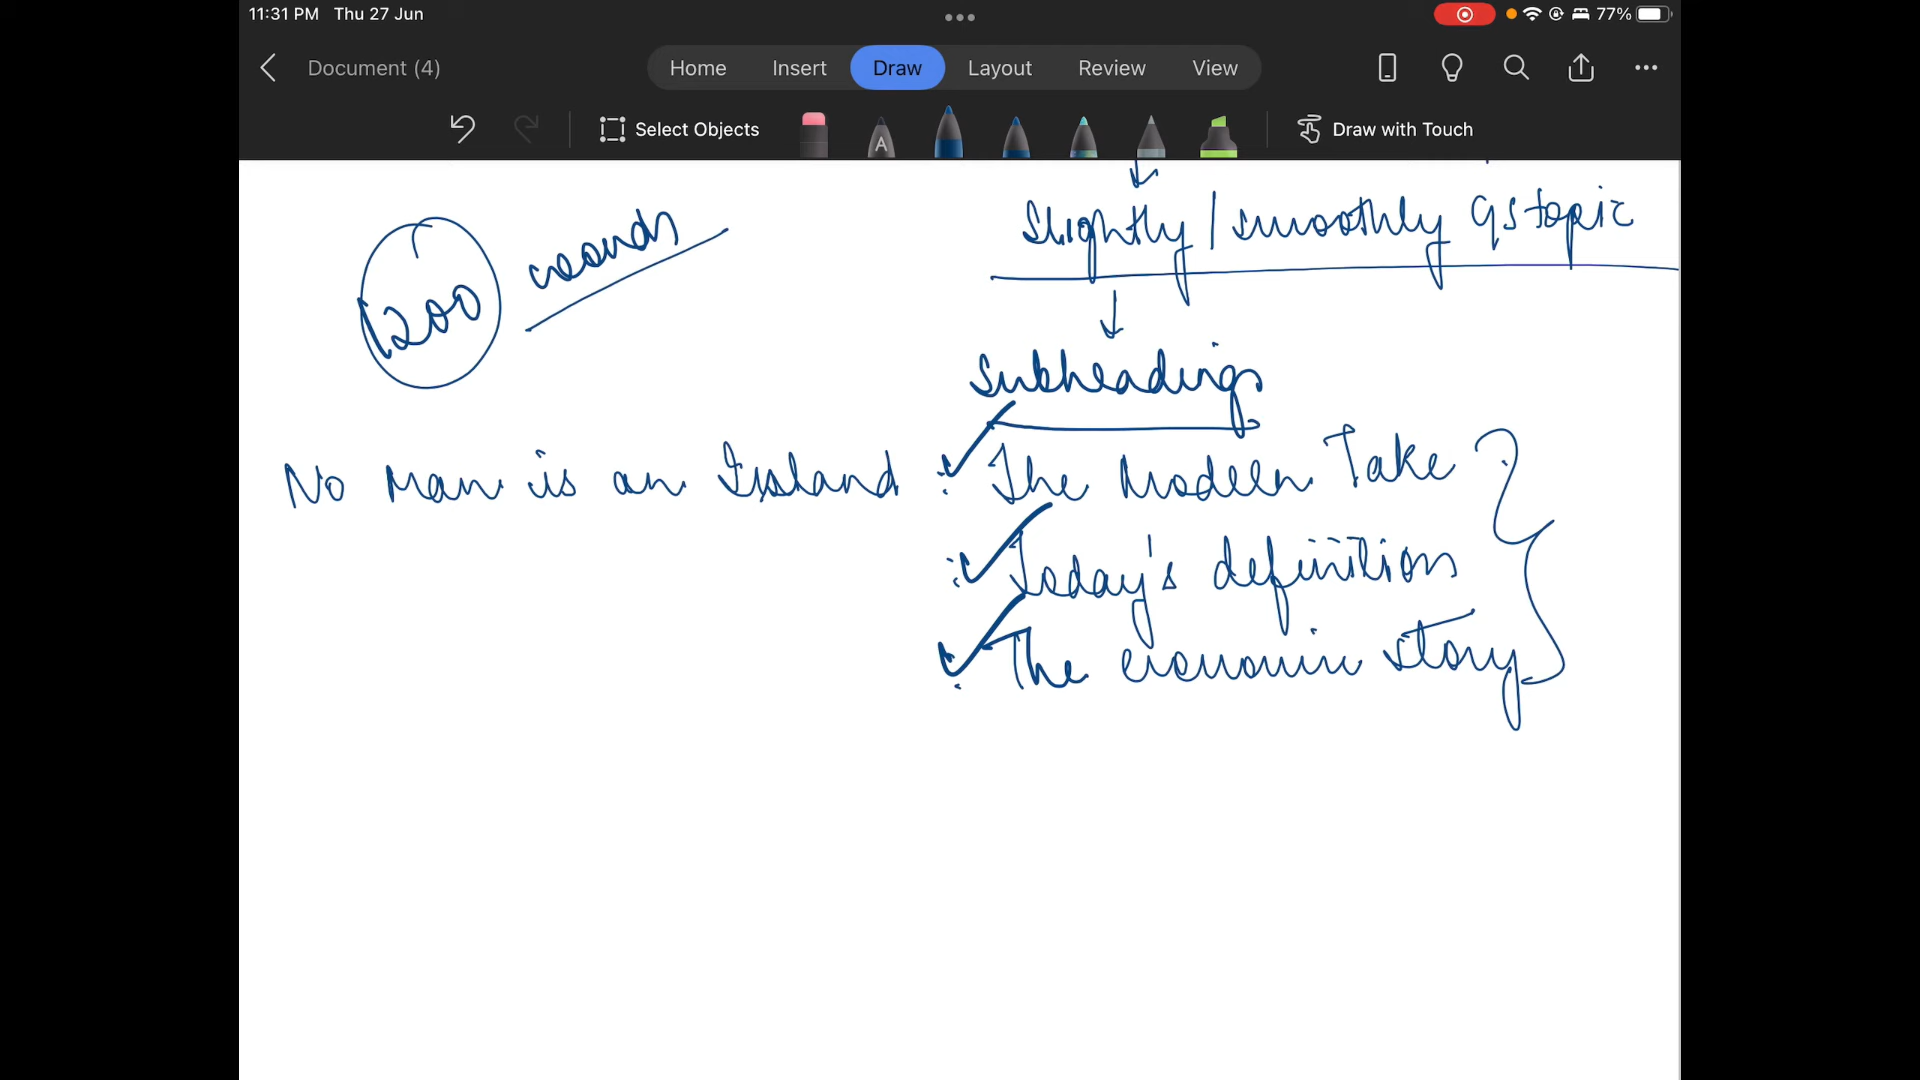 11:31 PM Thu 27 Jun
77%
Document (4)
Home Insert Draw Layout Review View
Select Objects
A
Draw with Touch
1200 words
Slightly / smoothly GS topic
Subheadings
No Man is an Island : The Modern Take
: Today's definition
: The economic story